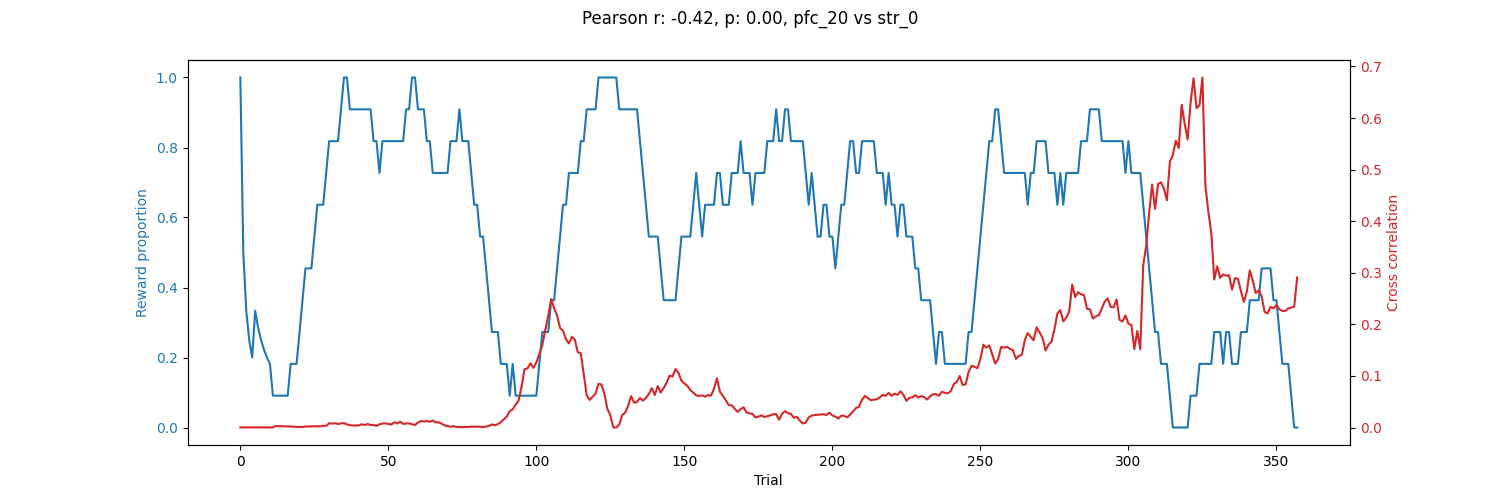 Pearson r: -0.42, p: 0.00, pfc_20 vs str_0
1.0
0.8
0.6
0.4
0.2
0.0
Reward proportion
0.7
0.6
0.5
0.4
0.3
0.2
0.1
0.0
Cross correlation
0 50 100 150 200 250 300 350
Trial